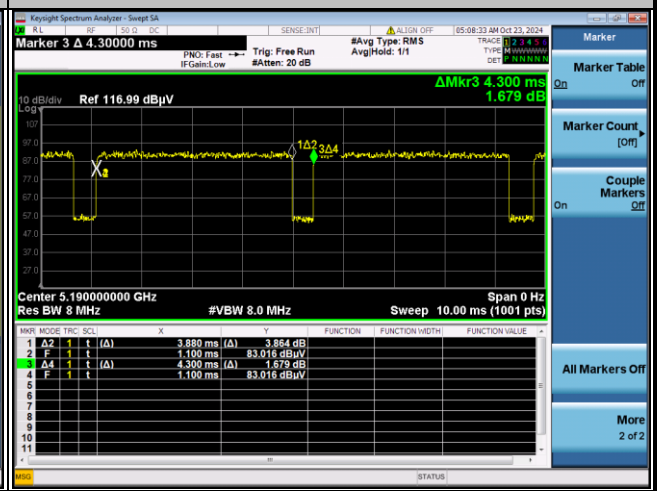 Keysight Spectrum Analyzer - Swept SA
RL RF 50 Ω DC SENSE:INT ALIGN OFF 05:08:33 AM Oct 23, 2024
Marker 3 Δ 4.30000 ms
PNO: Fast
IFGain:Low
Trig: Free Run
#Atten: 20 dB
#Avg Type: RMS
Avg|Hold: 1/1
TRACE 1 2 3 4 5 6
TYPE M WWWWW
DET P N N N N N
ΔMkr3 4.300 ms
1.679 dB
10 dB/div Ref 116.99 dBµV
Log
107
97.0
87.0
77.0
67.0
57.0
47.0
37.0
27.0
1Δ2
3Δ4
Center 5.190000000 GHz Span 0 Hz
Res BW 8 MHz #VBW 8.0 MHz Sweep 10.00 ms (1001 pts)
MKR MODE TRC SCL X Y FUNCTION FUNCTION WIDTH FUNCTION VALUE
1 Δ2 1 t (Δ) 3.880 ms (Δ) 3.864 dB
2 F 1 t 1.100 ms 83.016 dBµV
3 Δ4 1 t (Δ) 4.300 ms (Δ) 1.679 dB
4 F 1 t 1.100 ms 83.016 dBµV
5
6
7
8
9
10
11
MSG STATUS
Marker
Marker Table
On Off
Marker Count
[Off]
Couple
Markers
On Off
All Markers Off
More
2 of 2